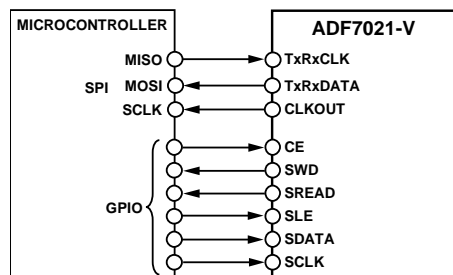 MICROCONTROLLER
ADF7021-V
MISO
TxRxCLK
SPI
MOSI
TxRxDATA
SCLK
CLKOUT
CE
SWD
SREAD
GPIO
SLE
SDATA
SCLK